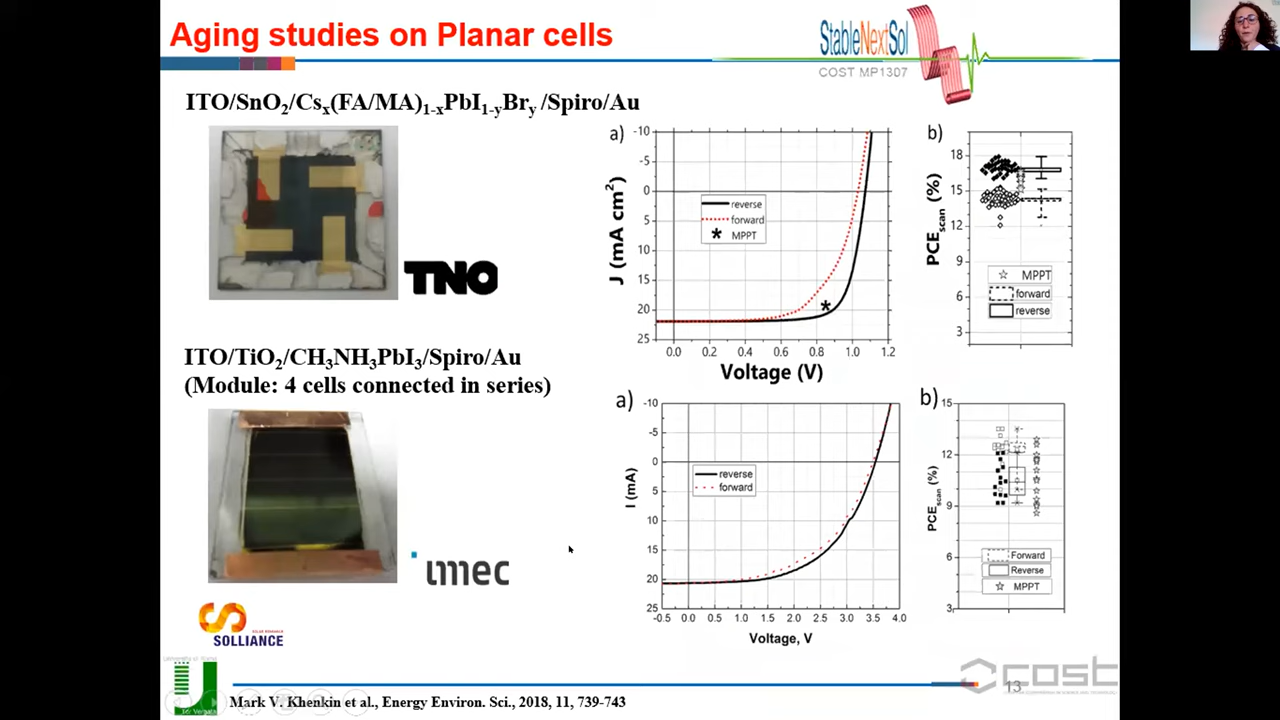 Aging studies on Planar cells
StableNextSol
COST MP1307
ITO/SnO2/Csx(FA/MA)1-xPbI1-yBry /Spiro/Au
TNO
a)
-10
-5
0
5
10
15
20
25
J (mA cm2)
reverse
forward
* MPPT
0.0 0.2 0.4 0.6 0.8 1.0 1.2
Voltage (V)
b)
18
15
12
9
6
3
PCEscan (%)
MPPT
forward
reverse
ITO/TiO2/CH3NH3PbI3/Spiro/Au
(Module: 4 cells connected in series)
imec
a)
-10
-5
0
5
10
15
20
25
I (mA)
reverse
forward
-0.5 0.0 0.5 1.0 1.5 2.0 2.5 3.0 3.5 4.0
Voltage, V
b)
15
12
9
6
3
PCEscan (%)
Forward
Reverse
MPPT
SOLLIANCE
Mark V. Khenkin et al., Energy Environ. Sci., 2018, 11, 739-743
cost
13